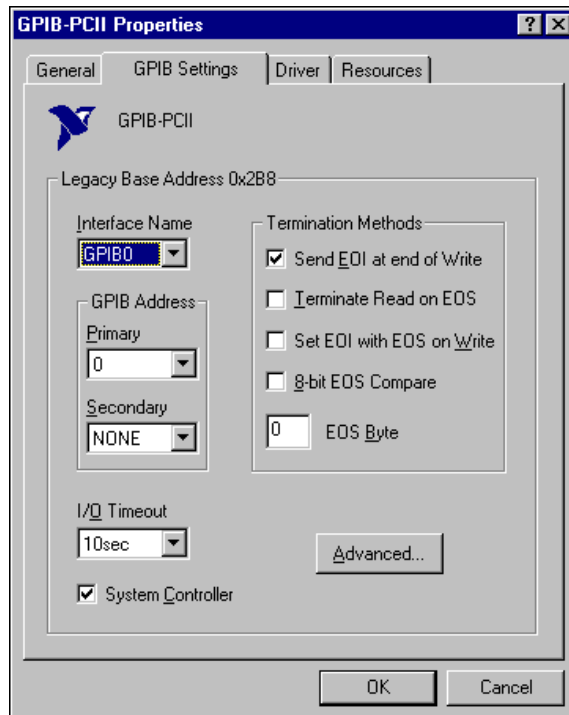 GPIB-PCII Properties
General GPIB Settings Driver Resources
GPIB-PCII
Legacy Base Address 0x2B8
Interface Name
GPIB0
GPIB Address
Primary
0
Secondary
NONE
Termination Methods
Send EOI at end of Write
Terminate Read on EOS
Set EOI with EOS on Write
8-bit EOS Compare
0 EOS Byte
I/O Timeout
10sec
Advanced...
System Controller
OK Cancel